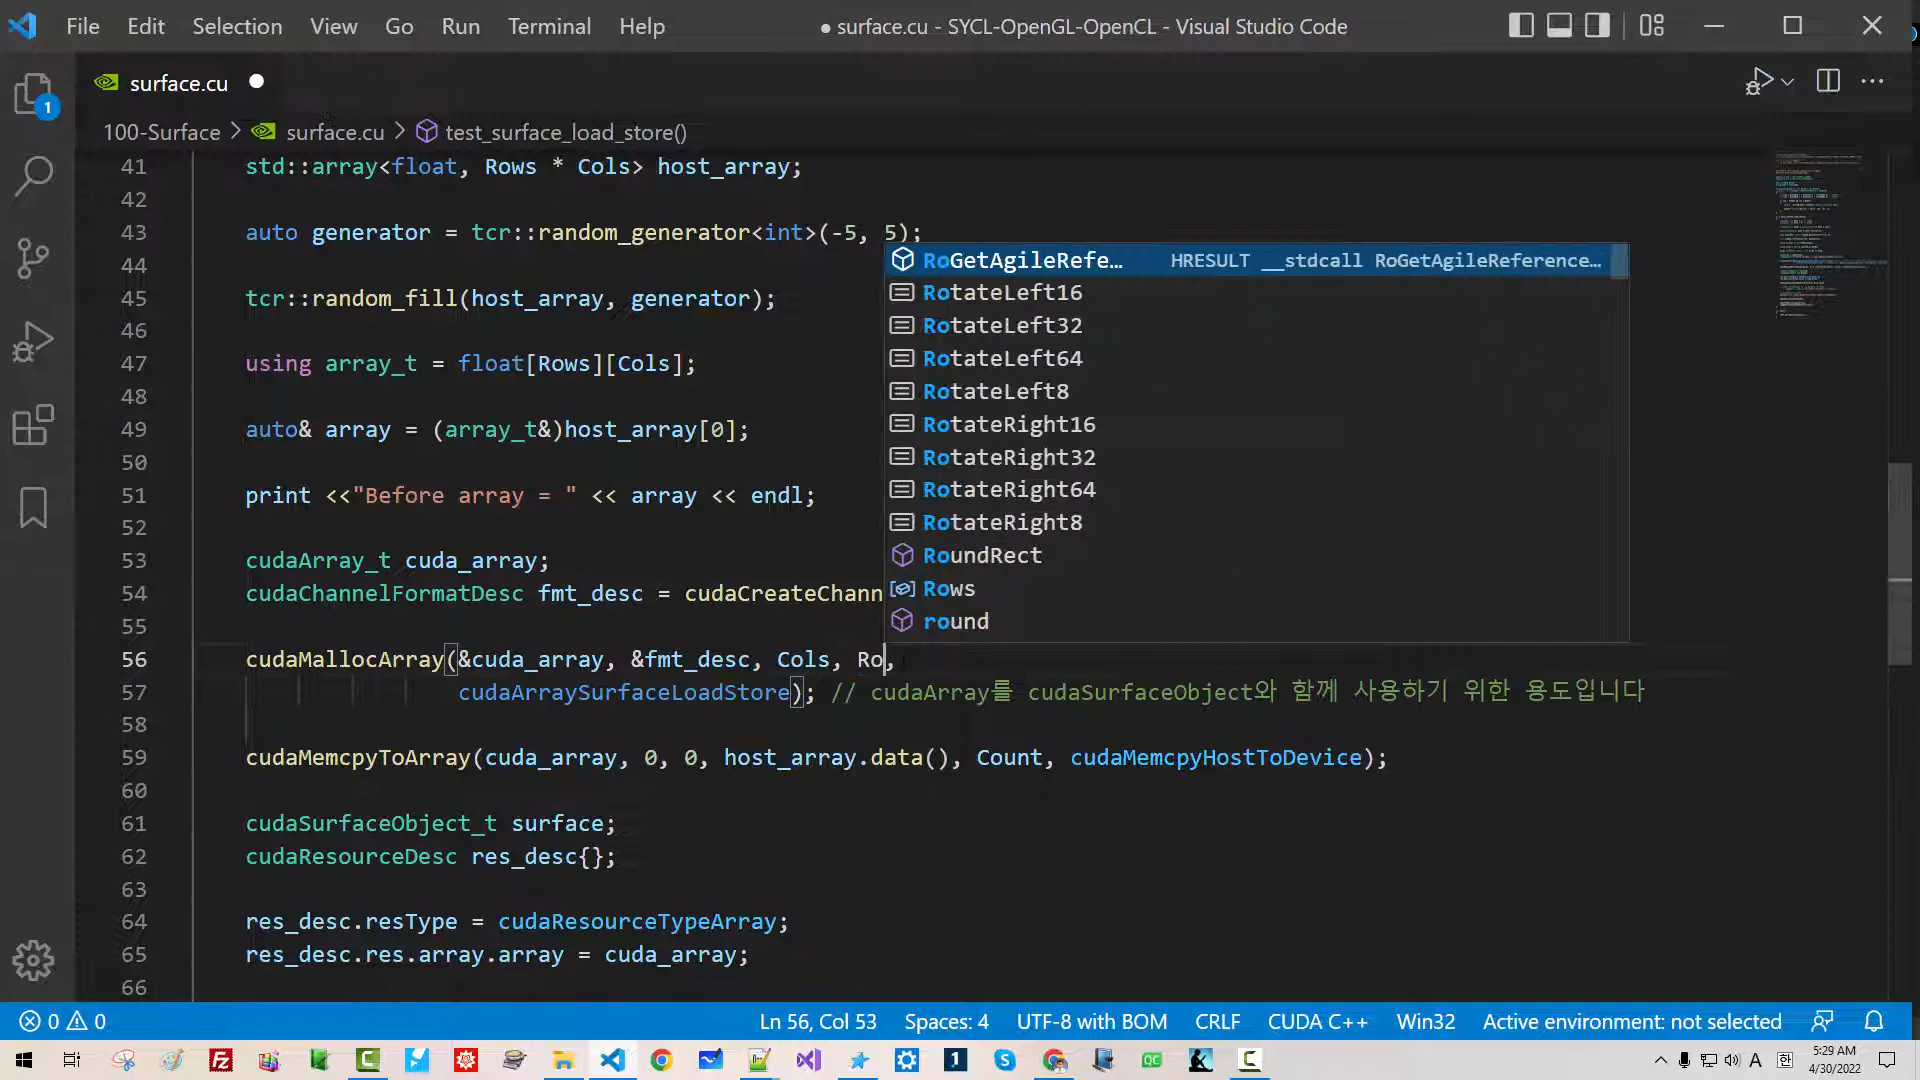 File Edit Selection View Go Run Terminal Help
● surface.cu - SYCL-OpenGL-OpenCL - Visual Studio Code
surface.cu
100-Surface > surface.cu > test_surface_load_store()
41 std::array<float, Rows * Cols> host_array;
42
43 auto generator = tcr::random_generator<int>(-5, 5);
44
45 tcr::random_fill(host_array, generator);
46
47 using array_t = float[Rows][Cols];
48
49 auto& array = (array_t&)host_array[0];
50
51 print <<"Before array = " << array << endl;
52
53 cudaArray_t cuda_array;
54 cudaChannelFormatDesc fmt_desc = cudaCreateChann
55
56 cudaMallocArray(&cuda_array, &fmt_desc, Cols, Ro,
57 cudaArraySurfaceLoadStore); // cudaArray를 cudaSurfaceObject와 함께 사용하기 위한 용도입니다
58
59 cudaMemcpyToArray(cuda_array, 0, 0, host_array.data(), Count, cudaMemcpyHostToDevice);
60
61 cudaSurfaceObject_t surface;
62 cudaResourceDesc res_desc{};
63
64 res_desc.resType = cudaResourceTypeArray;
65 res_desc.res.array.array = cuda_array;
66
RoGetAgileRefe… HRESULT __stdcall RoGetAgileReference…
RotateLeft16
RotateLeft32
RotateLeft64
RotateLeft8
RotateRight16
RotateRight32
RotateRight64
RotateRight8
RoundRect
Rows
round
1
0 0
Ln 56, Col 53 Spaces: 4 UTF-8 with BOM CRLF CUDA C++ Win32 Active environment: not selected
A 한 5:29 AM
4/30/2022